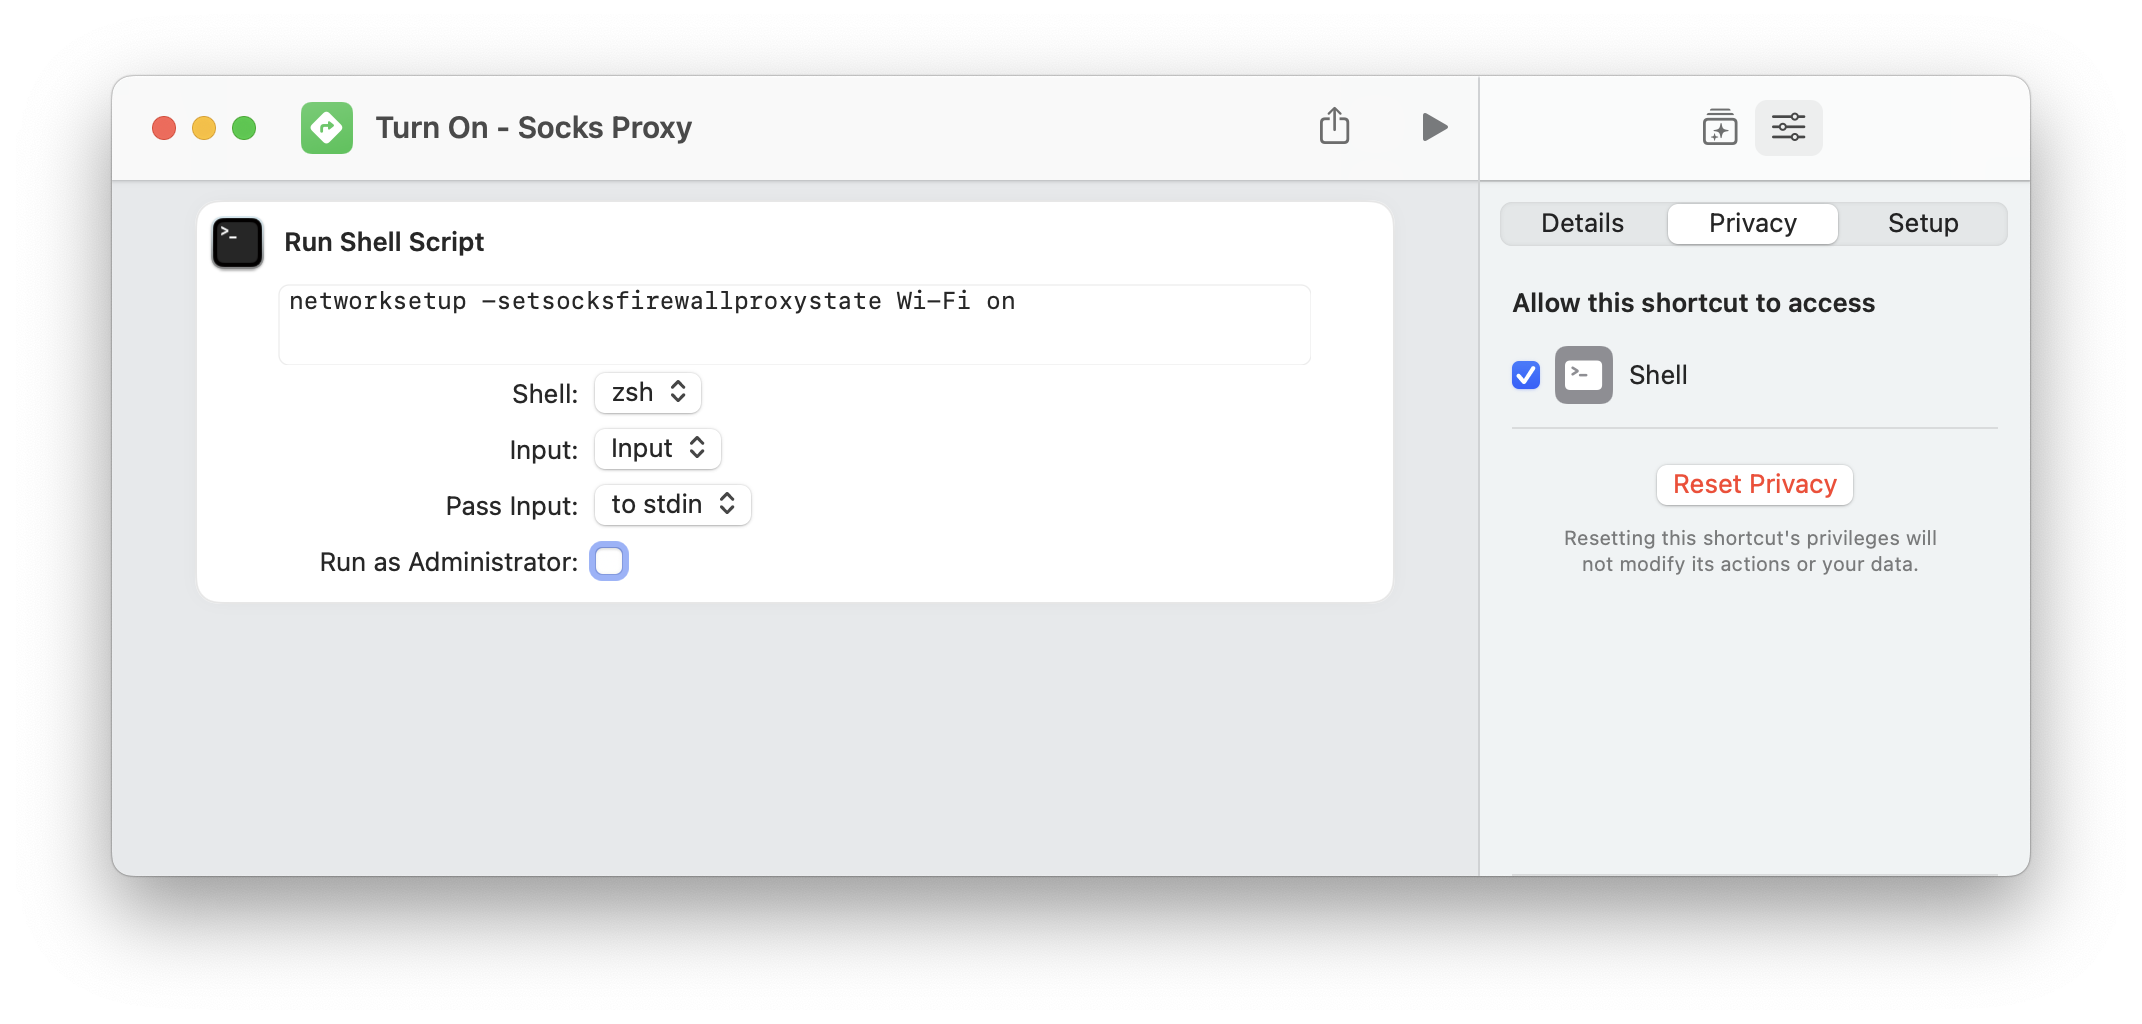 Turn On - Socks Proxy
Run Shell Script
>_
networksetup -setsocksfirewallproxystate Wi-Fi on
Shell: zsh
Input: Input
Pass Input: to stdin
Run as Administrator:
Details Privacy Setup
Allow this shortcut to access
>_ Shell
Reset Privacy
Resetting this shortcut's privileges will
not modify its actions or your data.